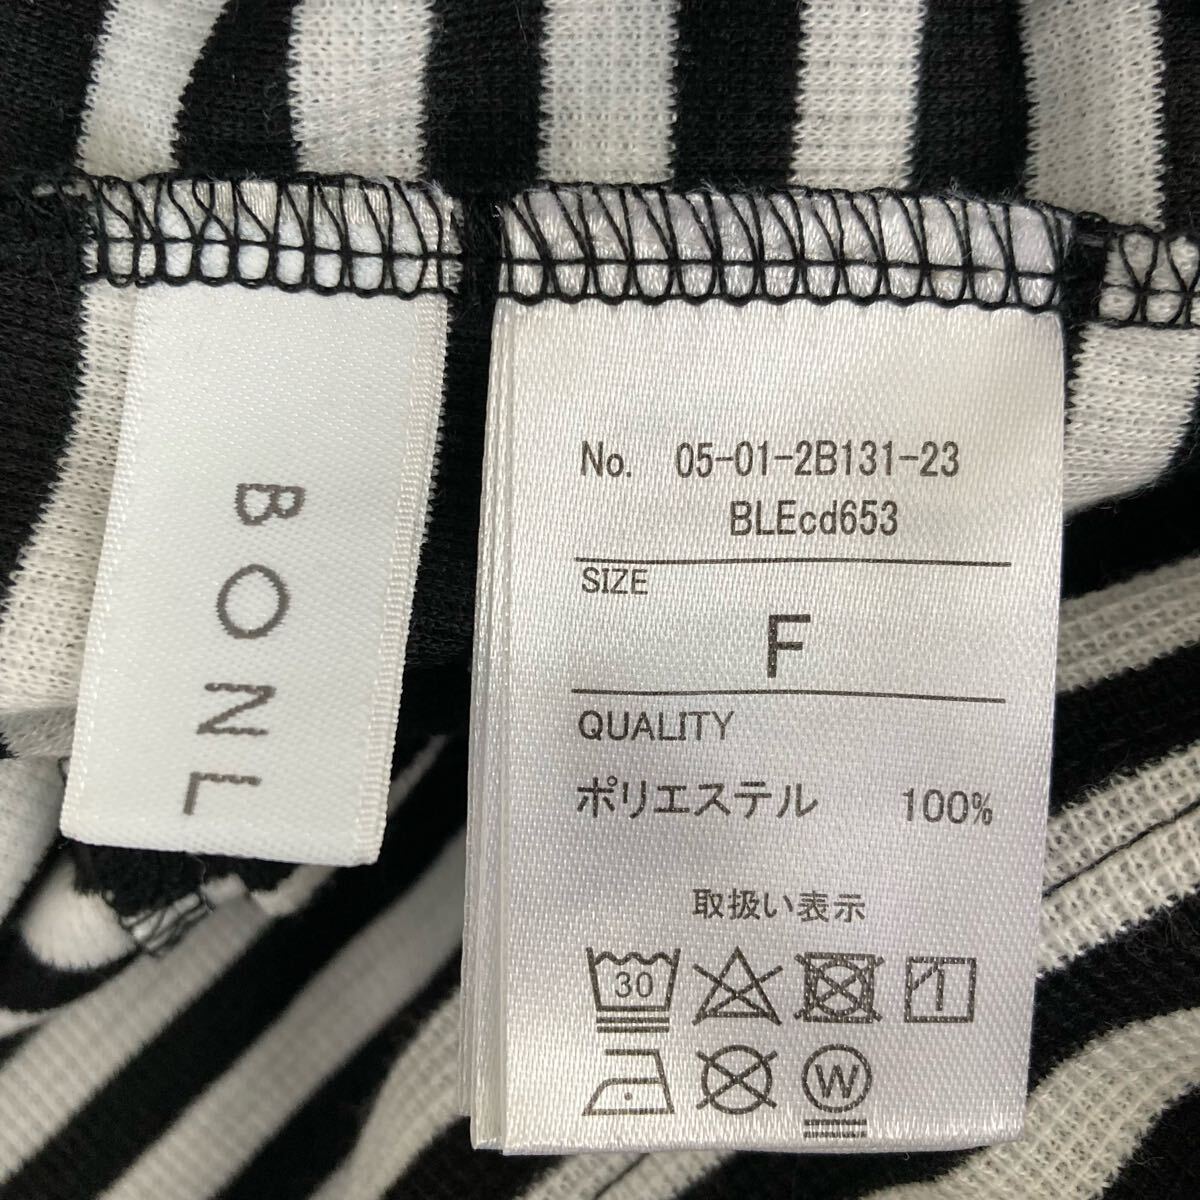 BONL
No. 05-01-2B131-23
BLEcd653
SIZE
F
QUALITY
ポリエステル 100%
取扱い表示
30
W